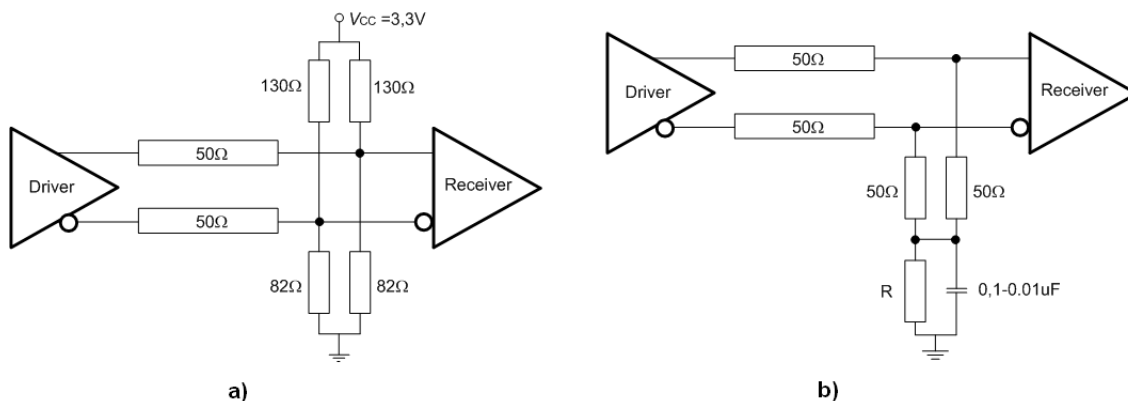 VCC =3,3V
130Ω
130Ω
50Ω
Driver
Receiver
50Ω
82Ω
82Ω
a)
50Ω
Driver
Receiver
50Ω
50Ω
50Ω
R
0,1-0.01uF
b)